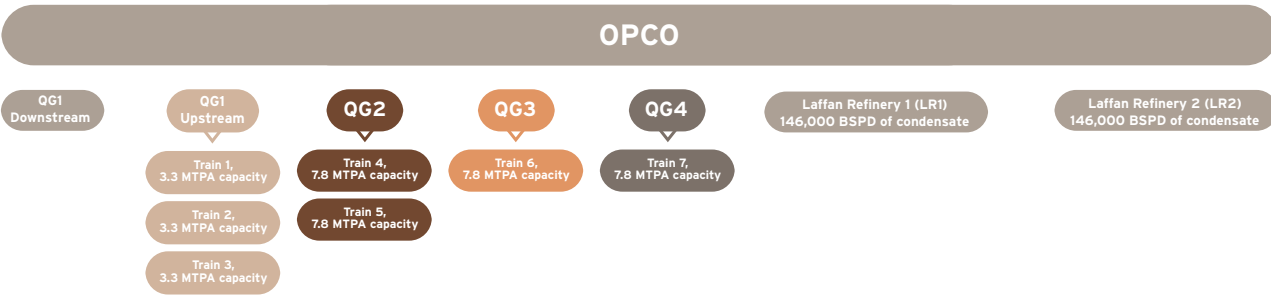 OPCO
QG1
Downstream
QG1
Upstream
QG2
QG3
QG4
Laffan Refinery 1 (LR1)
146,000 BSPD of condensate
Laffan Refinery 2 (LR2)
146,000 BSPD of condensate
Train 1,
3.3 MTPA capacity
Train 2,
3.3 MTPA capacity
Train 3,
3.3 MTPA capacity
Train 4,
7.8 MTPA capacity
Train 5,
7.8 MTPA capacity
Train 6,
7.8 MTPA capacity
Train 7,
7.8 MTPA capacity